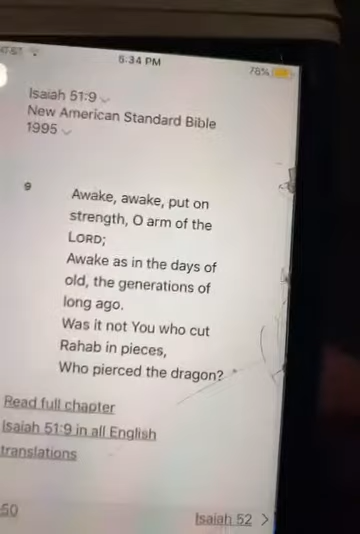 AT&T
5:34 PM
76%
Isaiah 51:9
New American Standard Bible
1995
9
Awake, awake, put on
strength, O arm of the
LORD;
Awake as in the days of
old, the generations of
long ago.
Was it not You who cut
Rahab in pieces,
Who pierced the dragon?
Read full chapter
Isaiah 51:9 in all English
translations
50
Isaiah 52 >